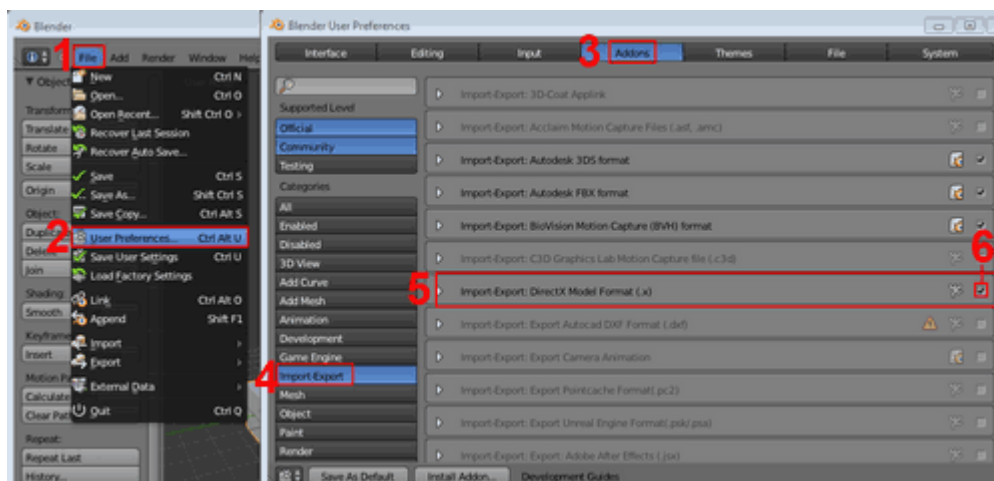 Blender
1
File Add Render Window Help
Object
Transform
Translate
Rotate
Scale
Origin
Object:
Duplic
Delete
Join
Shading:
Smooth
Keyframe
Insert
Motion Pa
Calculate
Clear Pat
Repeat:
Repeat Last
History...
New Ctrl N
Open... Ctrl O
Open Recent... Shift Ctrl O
Recover Last Session
Recover Auto Save...
Save Ctrl S
Save As... Shift Ctrl S
Save Copy... Ctrl Alt S
2
User Preferences... Ctrl Alt U
Save User Settings Ctrl U
Load Factory Settings
Link Ctrl Alt O
Append Shift F1
Import
Export
External Data
Quit Ctrl Q
Blender User Preferences
Interface Editing Input 3 Addons Themes File System
Supported Level
Official
Community
Testing
Categories
All
Enabled
Disabled
3D View
Add Curve
Add Mesh
Animation
Development
Game Engine
4 Import-Export
Mesh
Object
Paint
Render
Import-Export: 3D-Coat Applink
Import-Export: Acclaim Motion Capture Files (.asf, .amc)
Import-Export: Autodesk 3DS format
Import-Export: Autodesk FBX format
Import-Export: BioVision Motion Capture (BVH) format
Import-Export: C3D Graphics Lab Motion Capture file (.c3d)
6
5 Import-Export: DirectX Model Format (.x)
Import-Export: Export Autocad DXF Format (.dxf)
Import-Export: Export Camera Animation
Import-Export: Export Pointcache Format(.pc2)
Import-Export: Export Unreal Engine Format(.psk/.psa)
Import-Export: Export: Adobe After Effects (.jsx)
Save As Default Install Addon... Development Guides